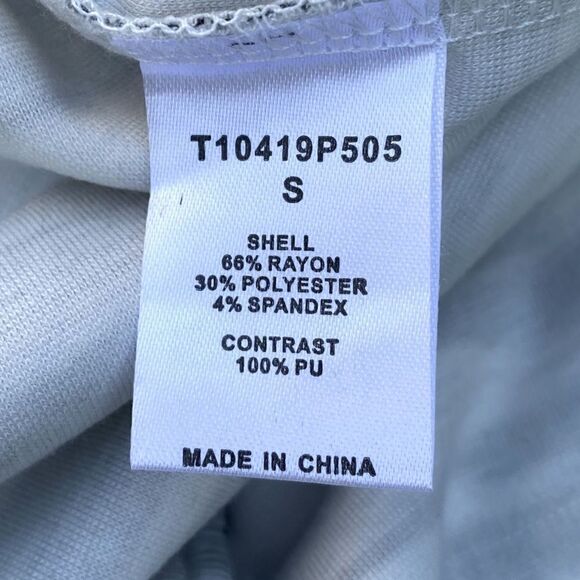 T10419P505
S
SHELL
66% RAYON
30% POLYESTER
4% SPANDEX
CONTRAST
100% PU
MADE IN CHINA